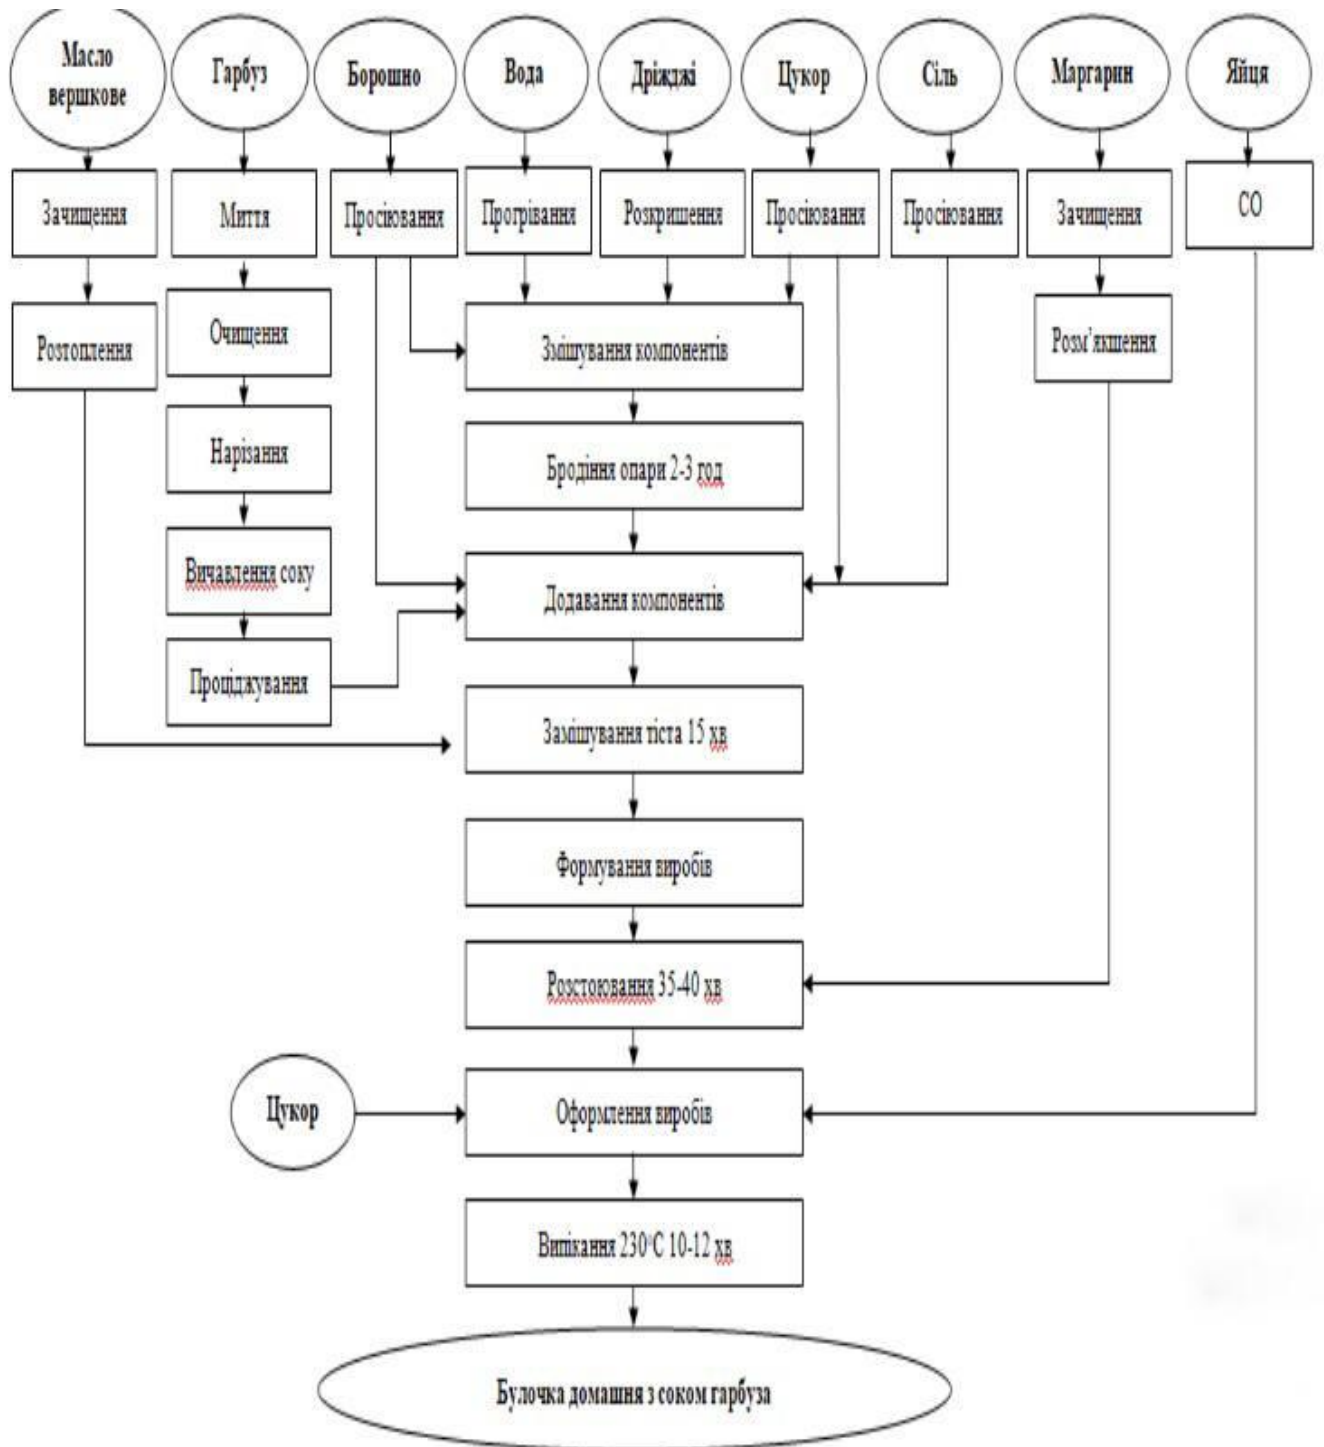 Масло
вершкове
Гарбуз
Борошно
Вода
Дріжджі
Цукор
Сіль
Маргарин
Яйця
Зачищення
Миття
Просіювання
Прогрівання
Розкришення
Просіювання
Просіювання
Зачищення
СО
Розтоплення
Очищення
Змішування компонентів
Розм’якшення
Нарізання
Бродіння опари 2-3 год
Вичавлення соку
Додавання компонентів
Проціджування
Замішування тіста 15 хв
Формування виробів
Розстоювання 35-40 хв
Цукор
Оформлення виробів
Випікання 230°С 10-12 хв
Булочка домашня з соком гарбуза